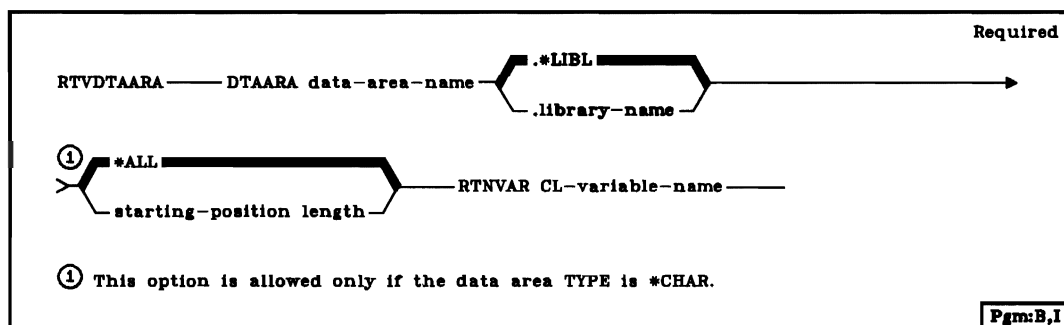 Required
.*LIBL
RTVDTAARA DTAARA data-area-name
.library-name
① *ALL
RTNVAR CL-variable-name
starting-position length
① This option is allowed only if the data area TYPE is *CHAR.
Pgm:B,I